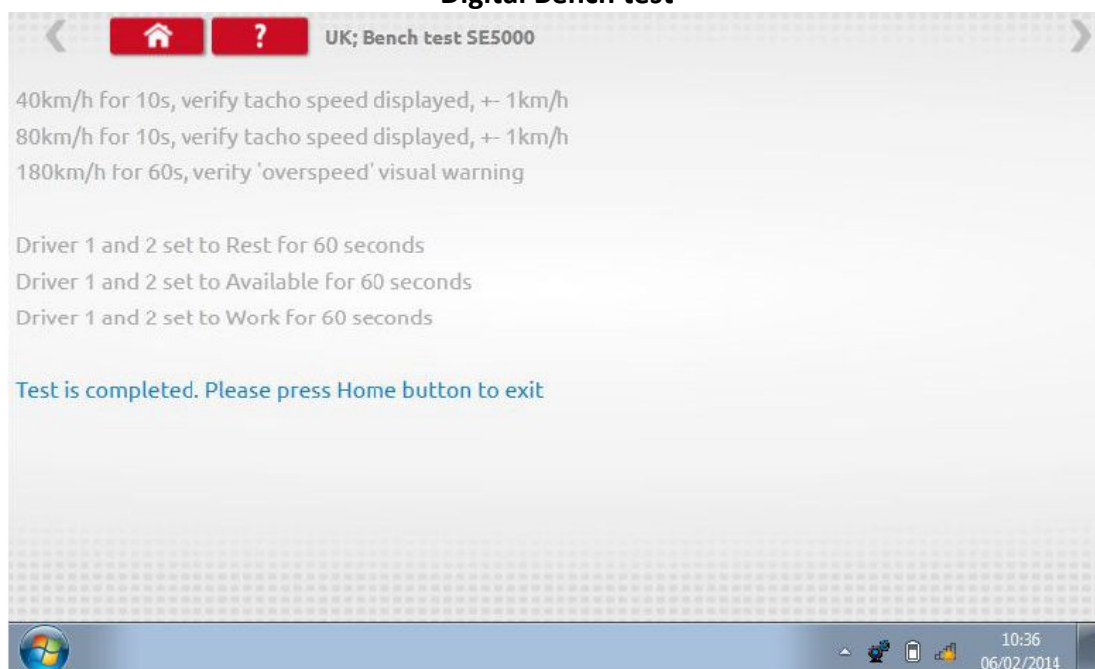 Digital Bench test
? UK; Bench test SE5000
40km/h for 10s, verify tacho speed displayed, +- 1km/h
80km/h for 10s, verify tacho speed displayed, +- 1km/h
180km/h for 60s, verify 'overspeed' visual warning
Driver 1 and 2 set to Rest for 60 seconds
Driver 1 and 2 set to Available for 60 seconds
Driver 1 and 2 set to Work for 60 seconds
Test is completed. Please press Home button to exit
10:36
06/02/2014